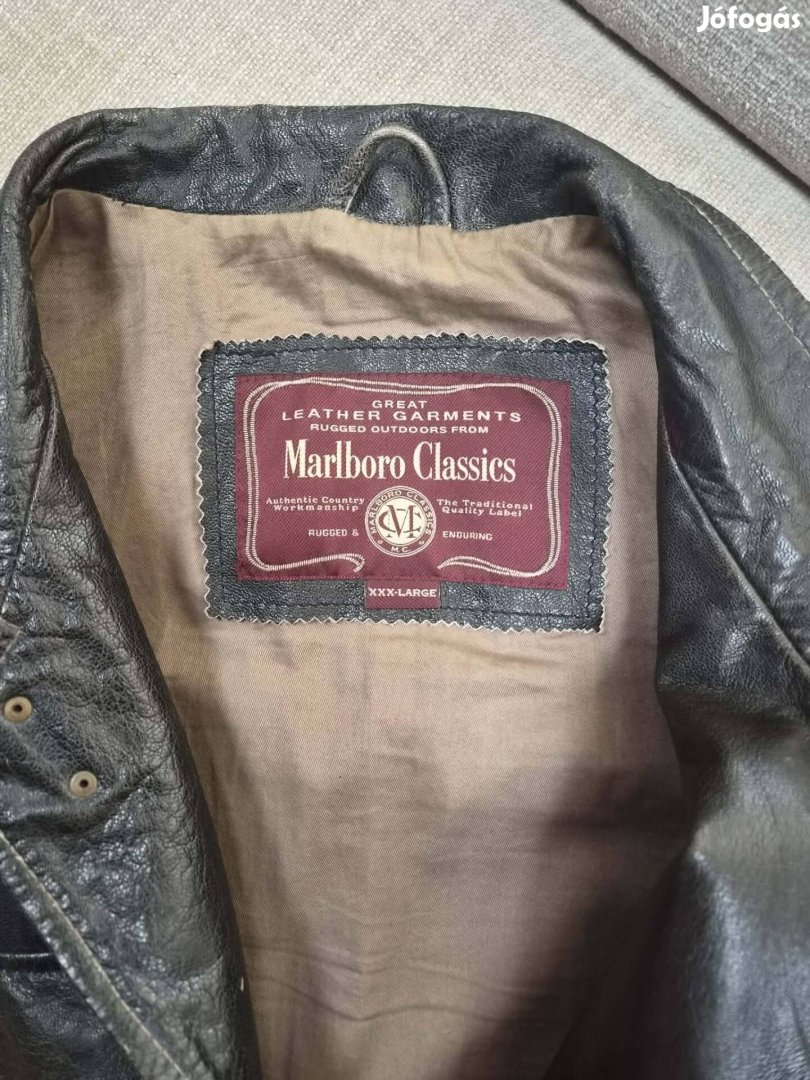 Jófogás
GREAT
LEATHER GARMENTS
RUGGED OUTDOORS FROM
Marlboro Classics
Authentic Country The Traditional
Workmanship Quality Label
MARLBORO CLASSICS
MC
M.C.
RUGGED & ENDURING
XXX-LARGE